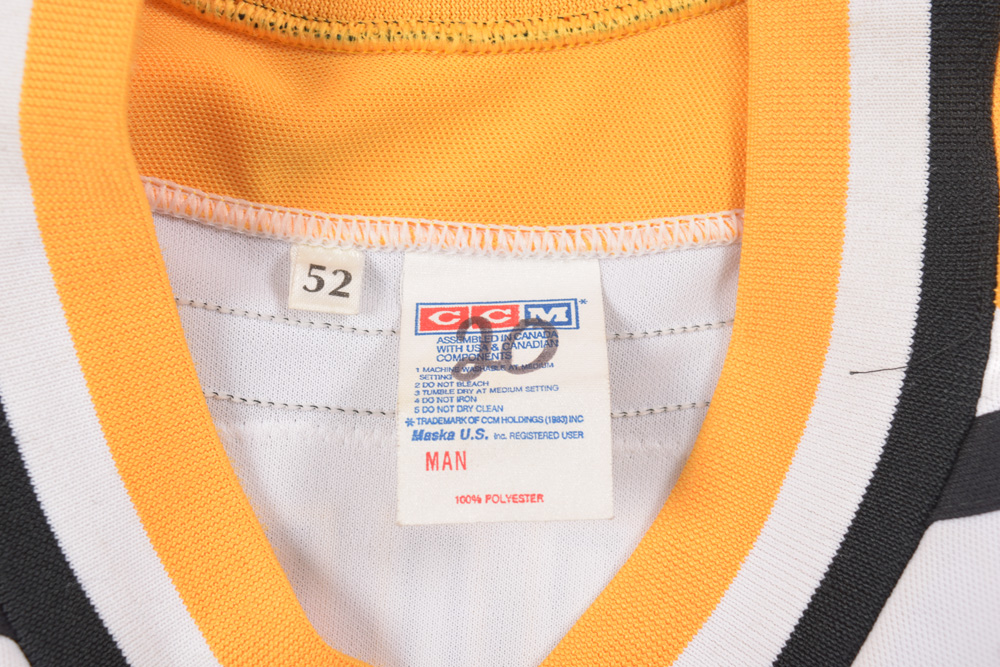 52
CCM*
20
ASSEMBLED IN CANADA
WITH USA & CANADIAN
COMPONENTS
1 MACHINE WASHABLE AT MEDIUM
SETTING
2 DO NOT BLEACH
3 TUMBLE DRY AT MEDIUM SETTING
4 DO NOT IRON
5 DO NOT DRY CLEAN
* TRADEMARK OF CCM HOLDINGS (1983) INC
Maska U.S. Inc. REGISTERED USER
MAN
100% POLYESTER